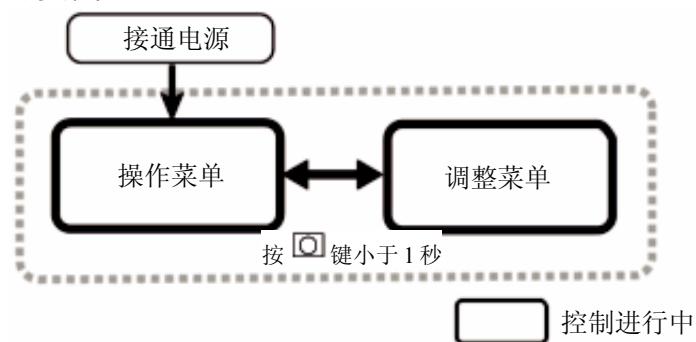 接通电源
操作菜单
调整菜单
按 键小于 1 秒
控制进行中